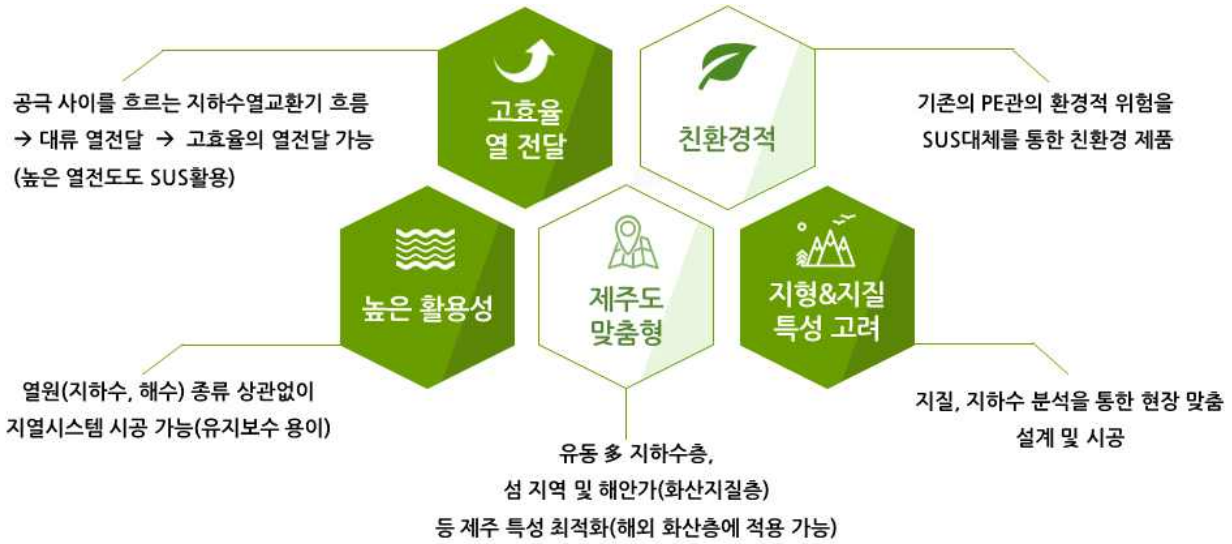 고효율
열 전달
공극 사이를 흐르는 지하수열교환기 흐름
→ 대류 열전달 → 고효율의 열전달 가능
(높은 열전도도 SUS활용)
친환경적
기존의 PE관의 환경적 위험을
SUS대체를 통한 친환경 제품
높은 활용성
열원(지하수, 해수) 종류 상관없이
지열시스템 시공 가능(유지보수 용이)
제주도
맞춤형
유동 多 지하수층,
섬 지역 및 해안가(화산지질층)
등 제주 특성 최적화(해외 화산층에 적용 가능)
지형&지질
특성 고려
지질, 지하수 분석을 통한 현장 맞춤
설계 및 시공